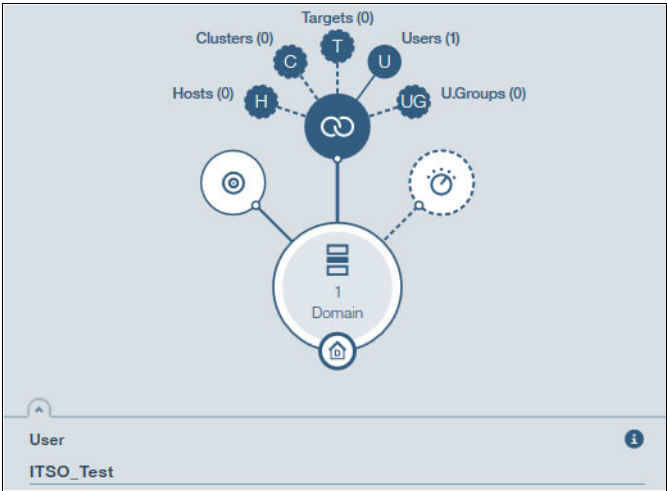 Targets (0)
Clusters (0)
T
Users (1)
C
U
Hosts (0)
H
UG
U.Groups (0)
1
Domain
D
User
i
ITSO_Test